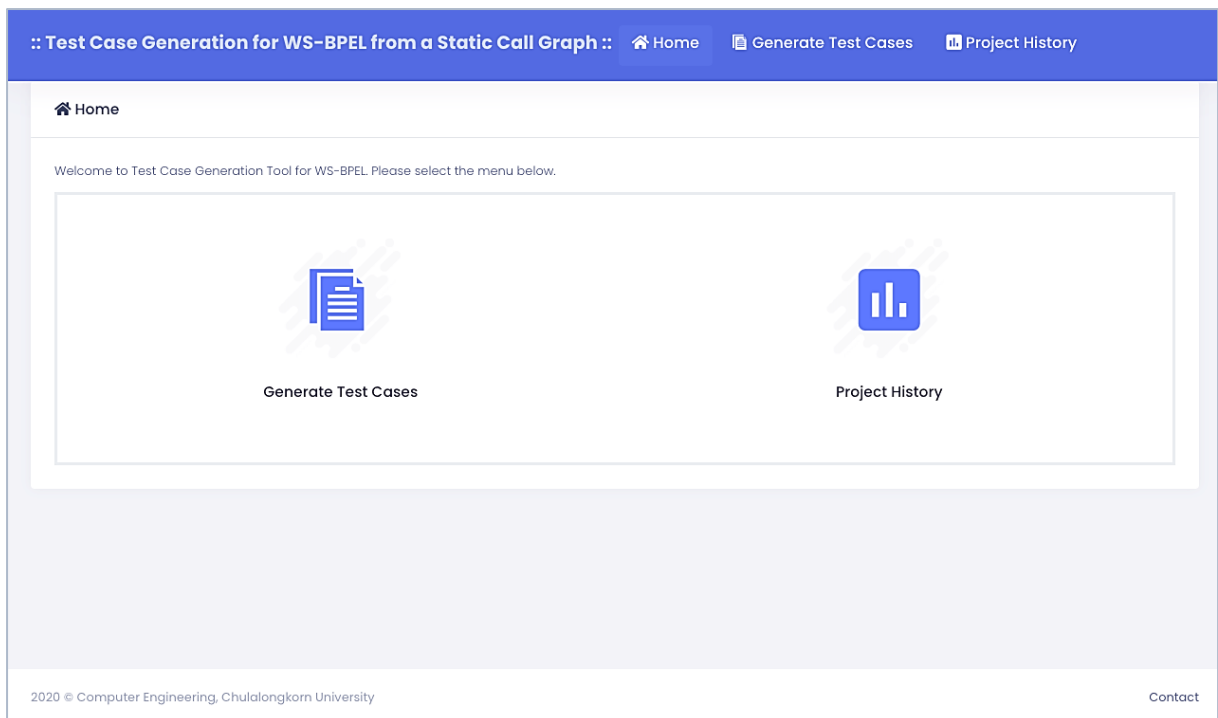 :: Test Case Generation for WS-BPEL from a Static Call Graph :: Home Generate Test Cases Project History
Home
Welcome to Test Case Generation Tool for WS-BPEL. Please select the menu below.
Generate Test Cases Project History
2020 © Computer Engineering, Chulalongkorn University Contact